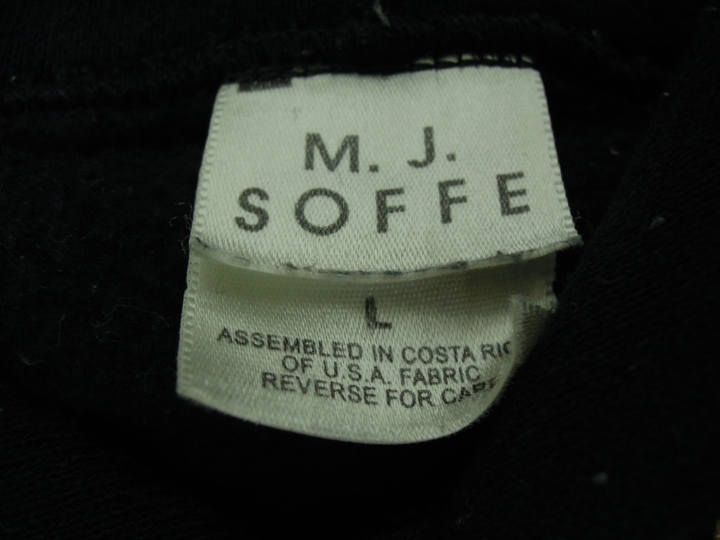 M. J.
SOFFE
L
ASSEMBLED IN COSTA RIC
OF U.S.A. FABRIC
REVERSE FOR CARE